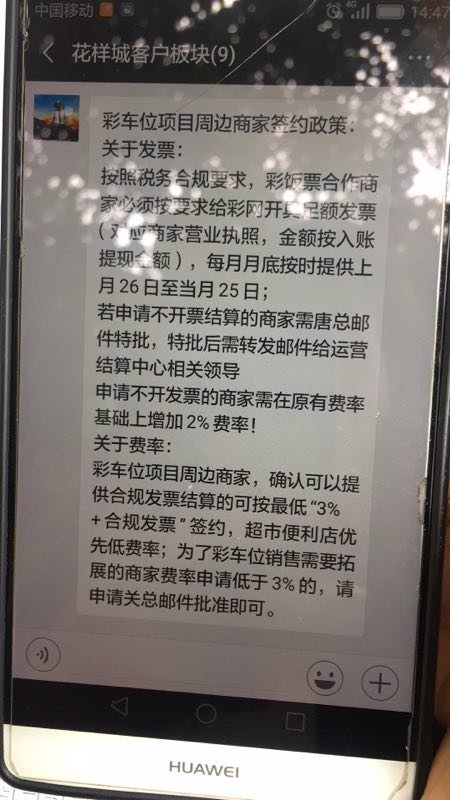 中国移动
4G
14:47
花样城客户板块(9)
彩车位项目周边商家签约政策：
关于发票：
按照税务合规要求，彩饭票合作商
家必须按要求给彩网开具足额发票
（对应商家营业执照，金额按入账
提现金额），每月月底按时提供上
月26日至当月25日；
若申请不开票结算的商家需唐总邮
件特批，特批后需转发邮件给运营
结算中心相关领导
申请不开发票的商家需在原有费率
基础上增加2%费率！
关于费率：
彩车位项目周边商家，确认可以提
供合规发票结算的可按最低“3%
+合规发票”签约，超市便利店优
先低费率；为了彩车位销售需要拓
展的商家费率申请低于3%的，请
申请关总邮件批准即可。
HUAWEI